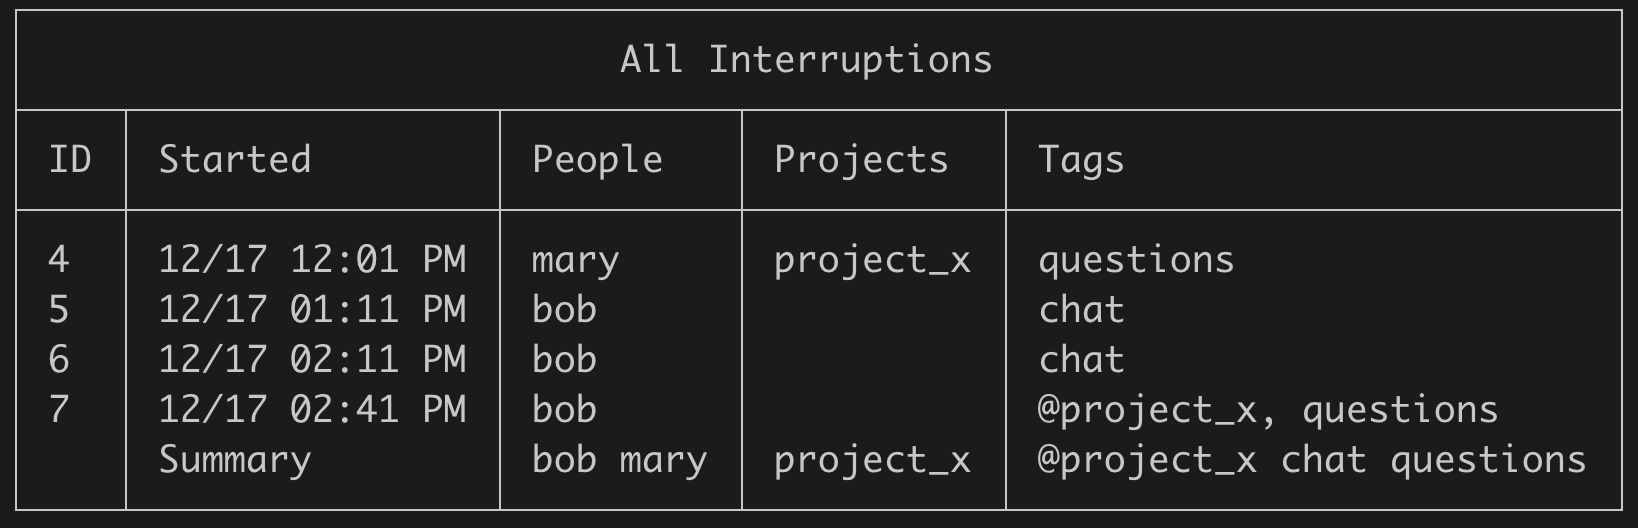 All Interruptions
ID Started People Projects Tags
4 12/17 12:01 PM mary project_x questions
5 12/17 01:11 PM bob chat
6 12/17 02:11 PM bob chat
7 12/17 02:41 PM bob @project_x, questions
Summary bob mary project_x @project_x chat questions